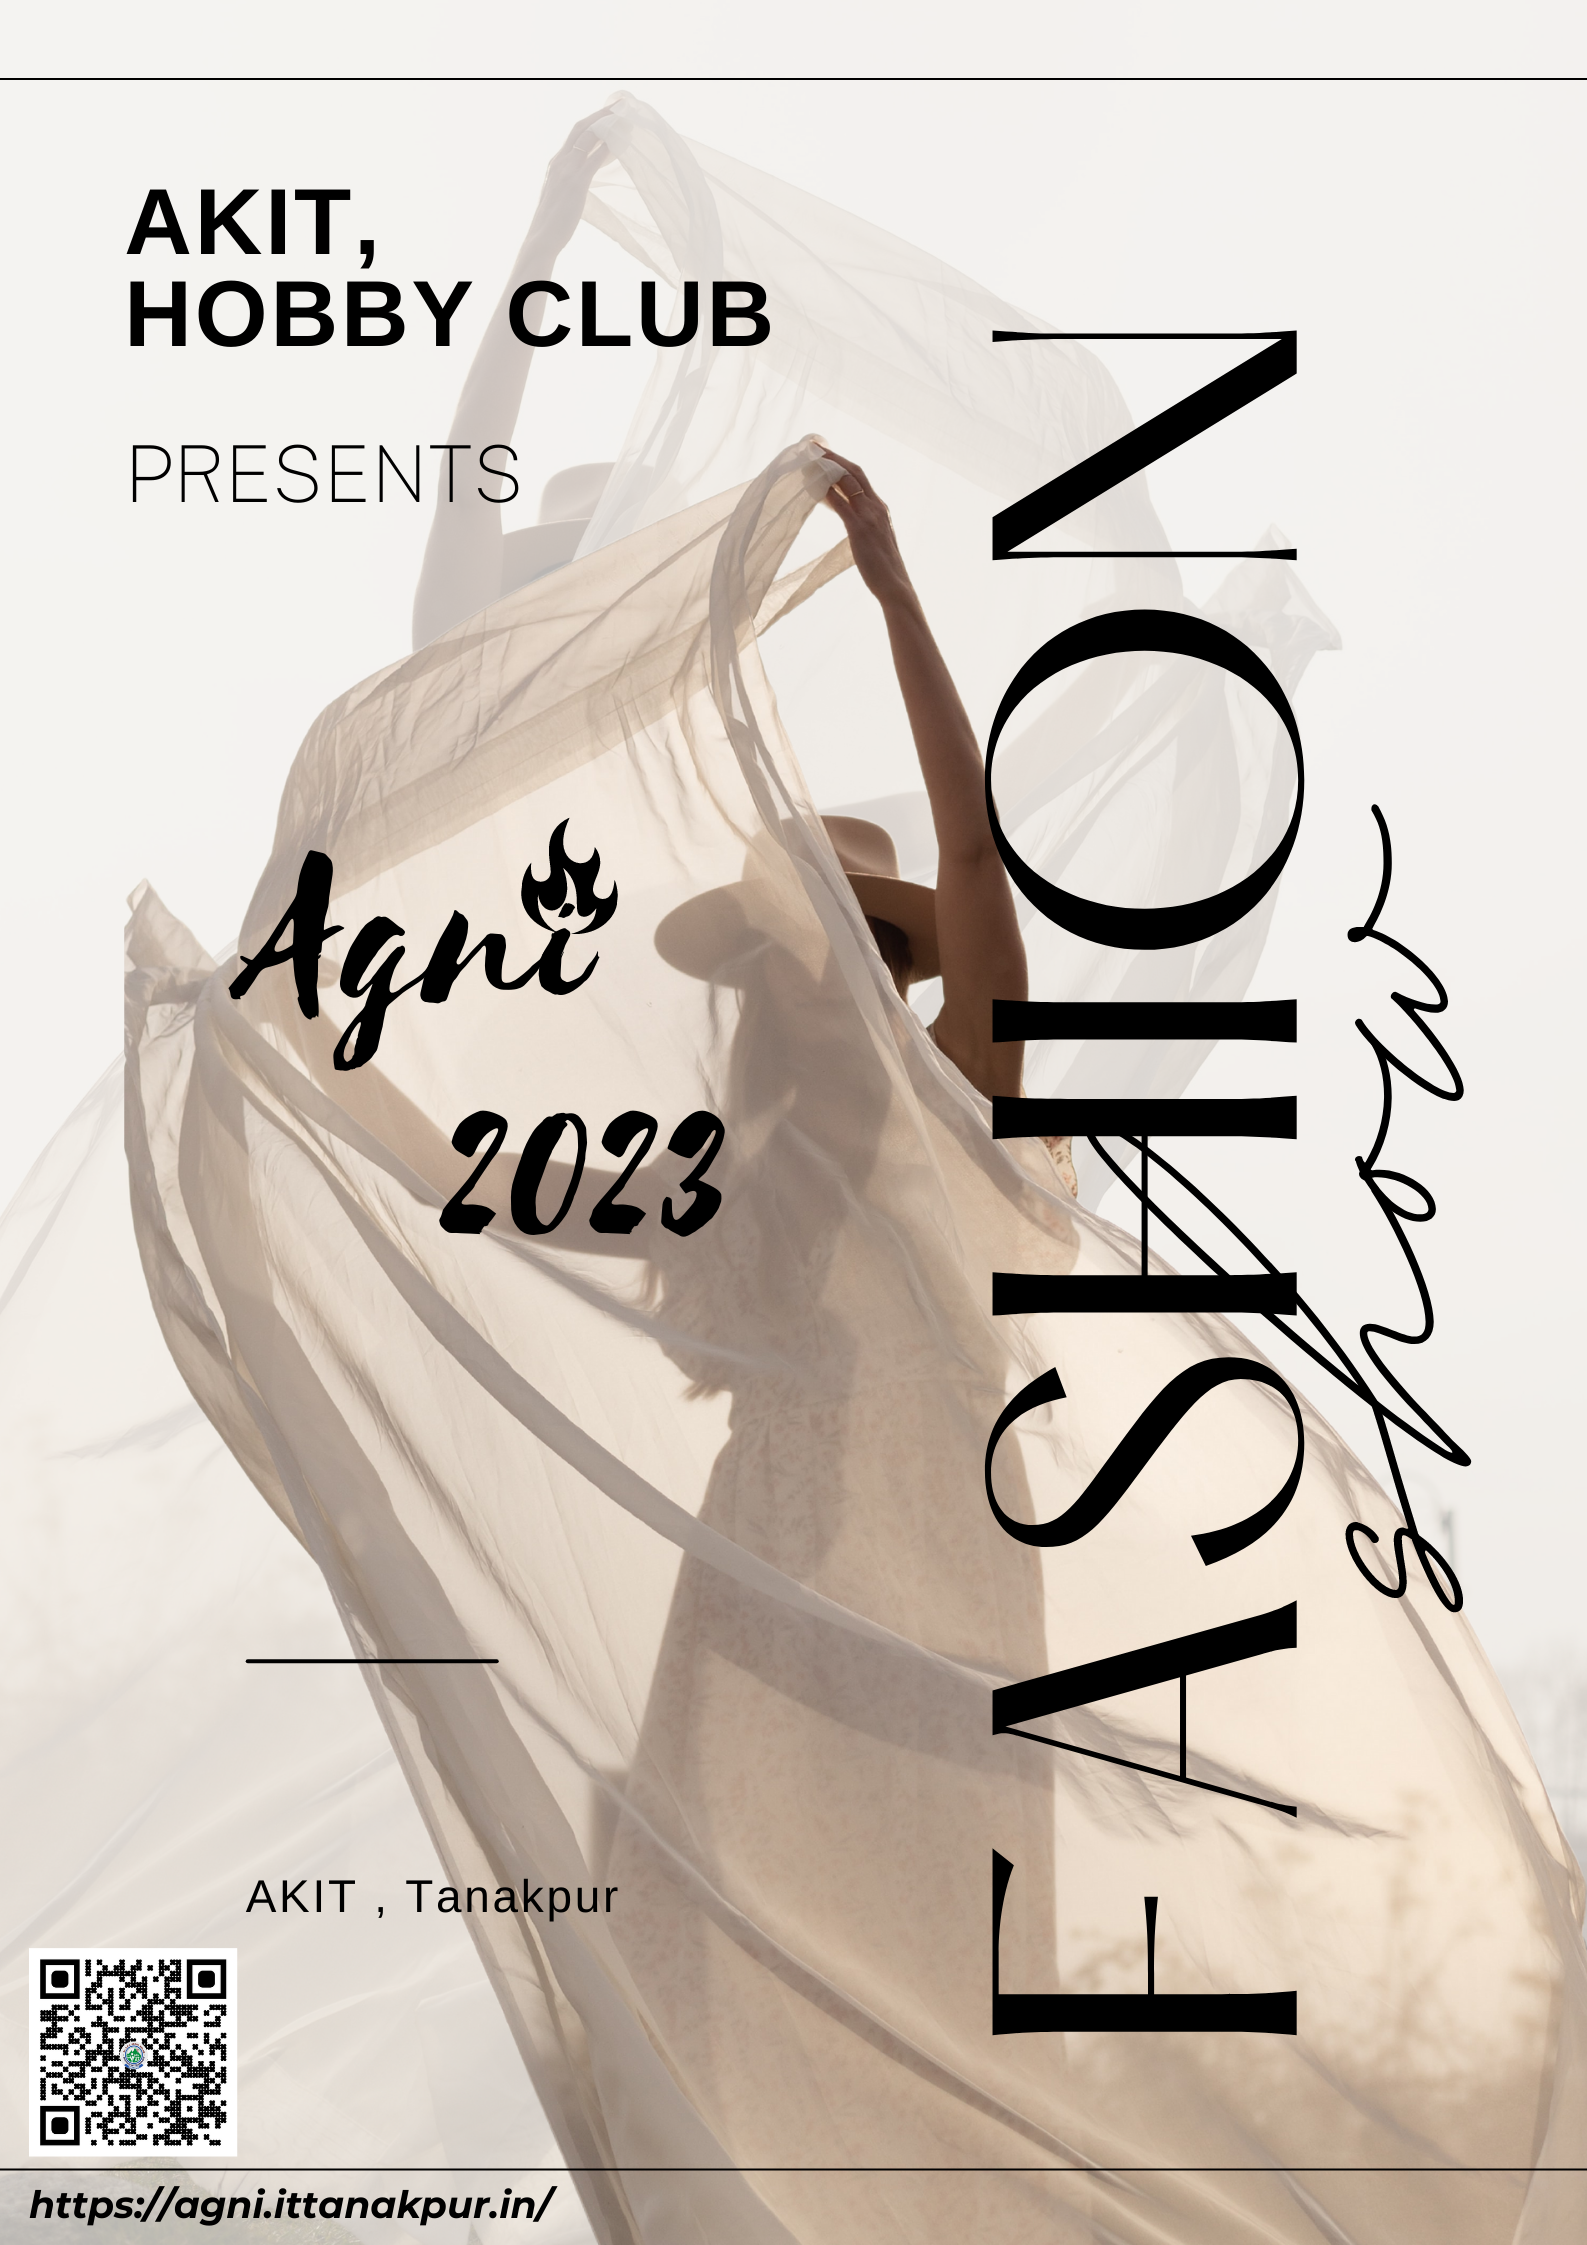 AKIT,
HOBBY CLUB
PRESENTS
Agni
2023
FASHION
show
AKIT , Tanakpur
https://agni.ittanakpur.in/